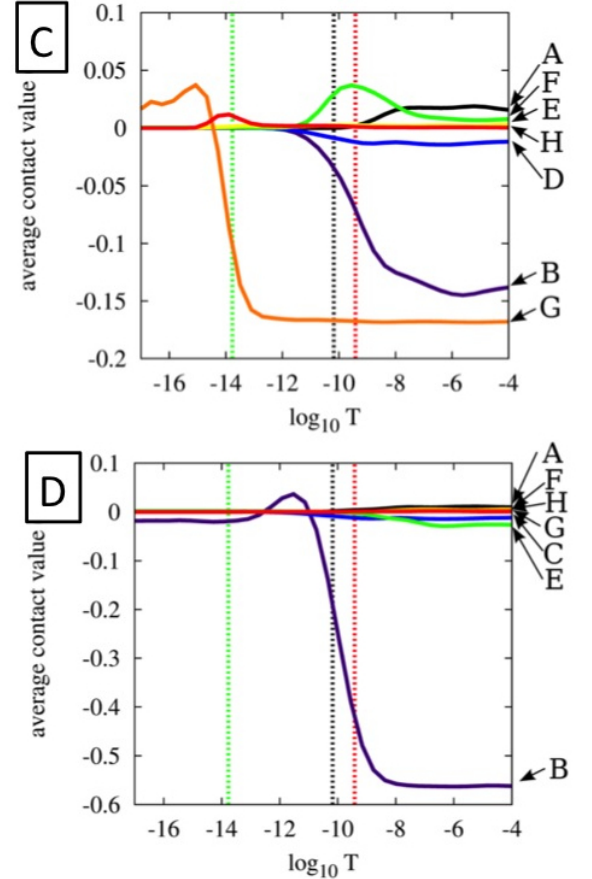 C
0.1
0.05
0
-0.05
-0.1
-0.15
-0.2
average contact value
-16 -14 -12 -10 -8 -6 -4
log10 T
A
F
E
H
D
B
G
D
0.1
0
-0.1
-0.2
-0.3
-0.4
-0.5
-0.6
average contact value
-16 -14 -12 -10 -8 -6 -4
log10 T
A
F
H
G
C
E
B